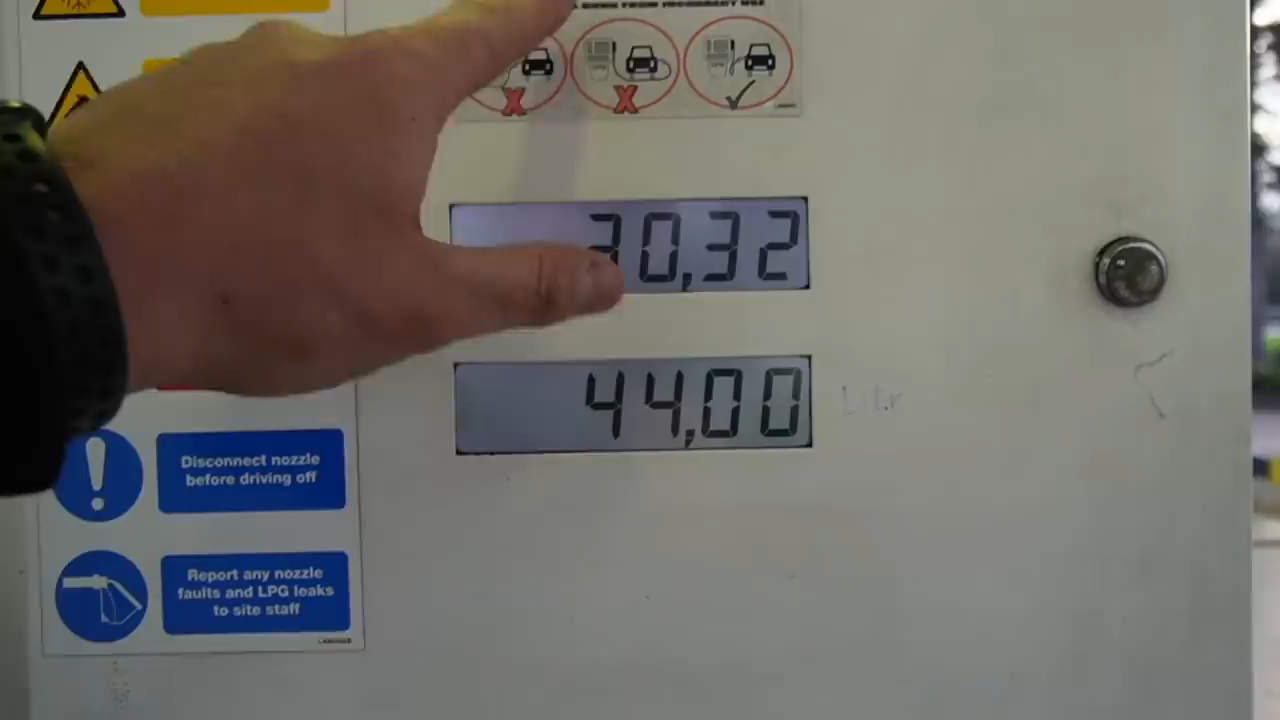 30,32
44,00
Litr
Disconnect nozzle
before driving off
Report any nozzle
faults and LPG leaks
to site staff